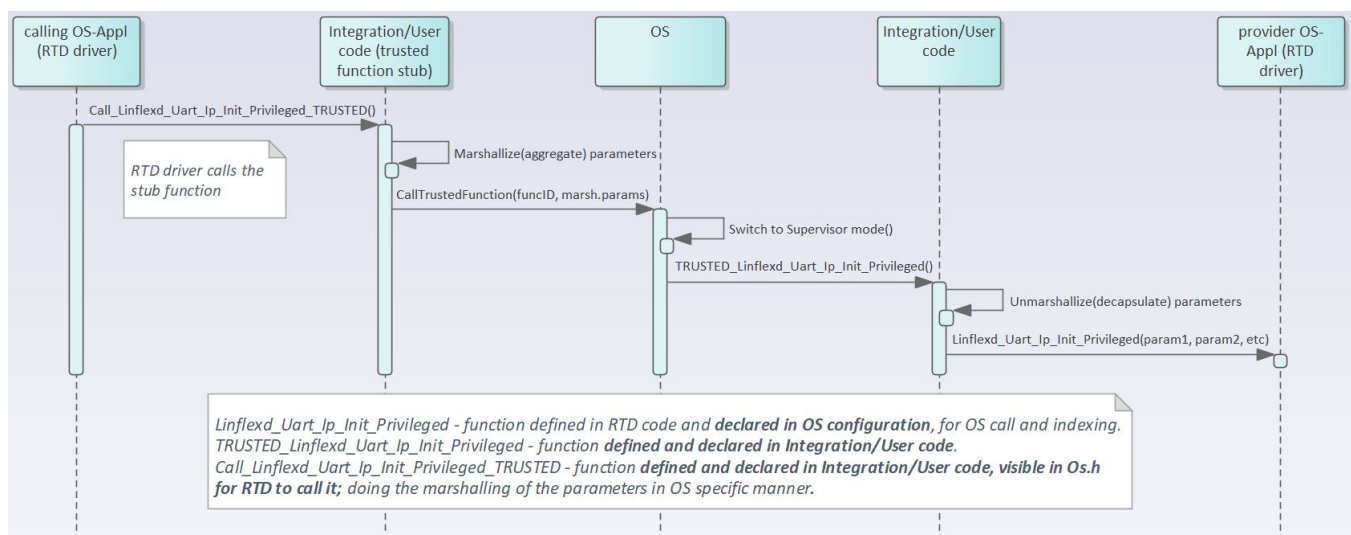 calling OS-Appl
(RTD driver)
Integration/User
code (trusted
function stub)
OS
Integration/User
code
provider OS-
Appl (RTD
driver)
Call_Linflexd_Uart_Ip_Init_Privileged_TRUSTED()
RTD driver calls the
stub function
Marshallize(aggregate) parameters
CallTrustedFunction(funcID, marsh.params)
Switch to Supervisor mode()
TRUSTED_Linflexd_Uart_Ip_Init_Privileged()
Unmarshallize(decapsulate) parameters
Linflexd_Uart_Ip_Init_Privileged(param1, param2, etc)
Linflexd_Uart_Ip_Init_Privileged - function defined in RTD code and declared in OS configuration, for OS call and indexing.
TRUSTED_Linflexd_Uart_Ip_Init_Privileged - function defined and declared in Integration/User code.
Call_Linflexd_Uart_Ip_Init_Privileged_TRUSTED - function defined and declared in Integration/User code, visible in Os.h
for RTD to call it; doing the marshalling of the parameters in OS specific manner.